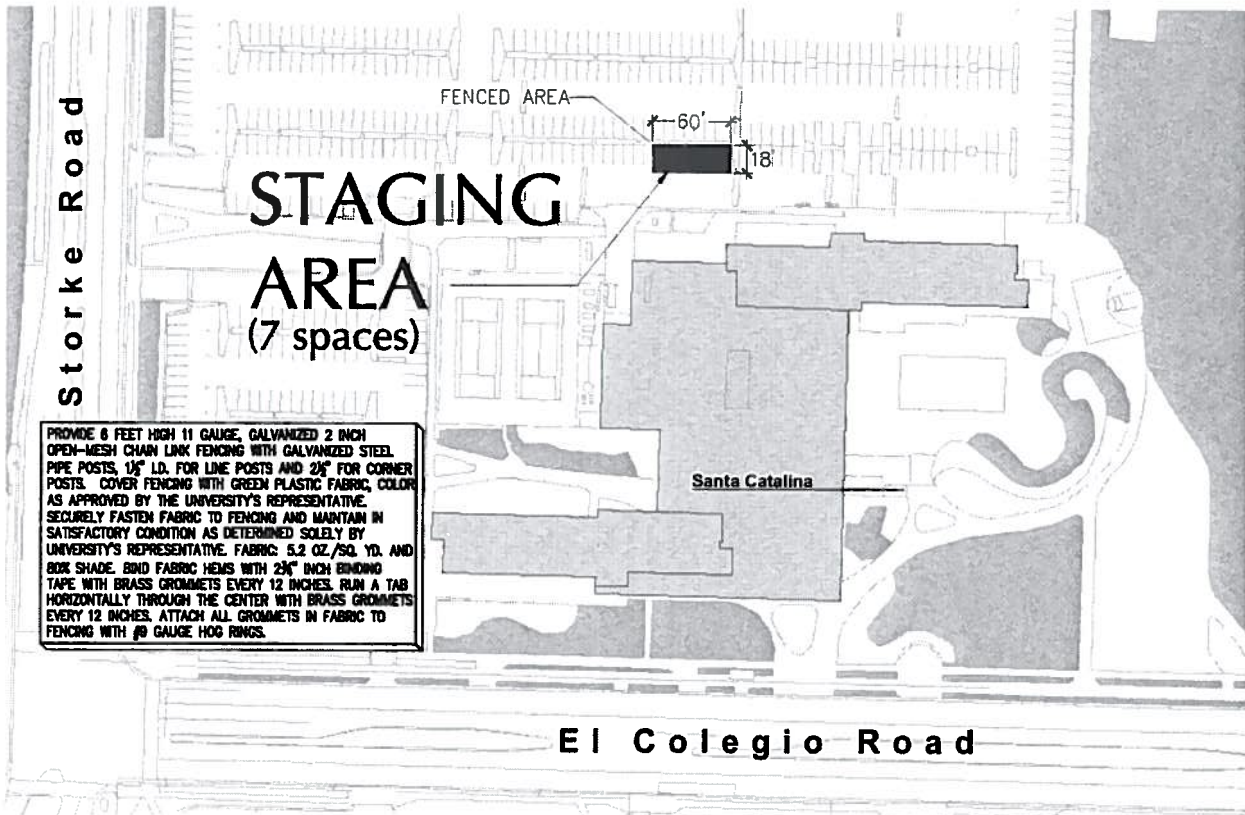 FENCED AREA
60'
18'
STAGING
AREA
(7 spaces)
Storke Road
PROVIDE 6 FEET HIGH 11 GAUGE, GALVANIZED 2 INCH
OPEN-MESH CHAIN LINK FENCING WITH GALVANIZED STEEL
PIPE POSTS, 1½" I.D. FOR LINE POSTS AND 2½" FOR CORNER
POSTS. COVER FENCING WITH GREEN PLASTIC FABRIC, COLOR
AS APPROVED BY THE UNIVERSITY'S REPRESENTATIVE.
SECURELY FASTEN FABRIC TO FENCING AND MAINTAIN IN
SATISFACTORY CONDITION AS DETERMINED SOLELY BY
UNIVERSITY'S REPRESENTATIVE. FABRIC: 5.2 OZ./SQ. YD. AND
80% SHADE. BIND FABRIC HEMS WITH INCH BINDING
TAPE WITH BRASS GROMMETS EVERY 12 INCHES. RUN A TAB
HORIZONTALLY THROUGH THE CENTER WITH BRASS GROMMETS
EVERY 12 INCHES. ATTACH ALL GROMMETS IN FABRIC TO
FENCING WITH #9 GAUGE HOG RINGS.
Santa Catalina
El Colegio Road